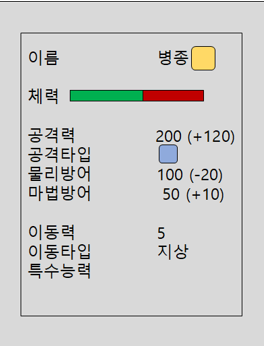 이름 병종
체력
공격력 200 (+120)
공격타입
물리방어 100 (-20)
마법방어 50 (+10)
이동력 5
이동타입 지상
특수능력